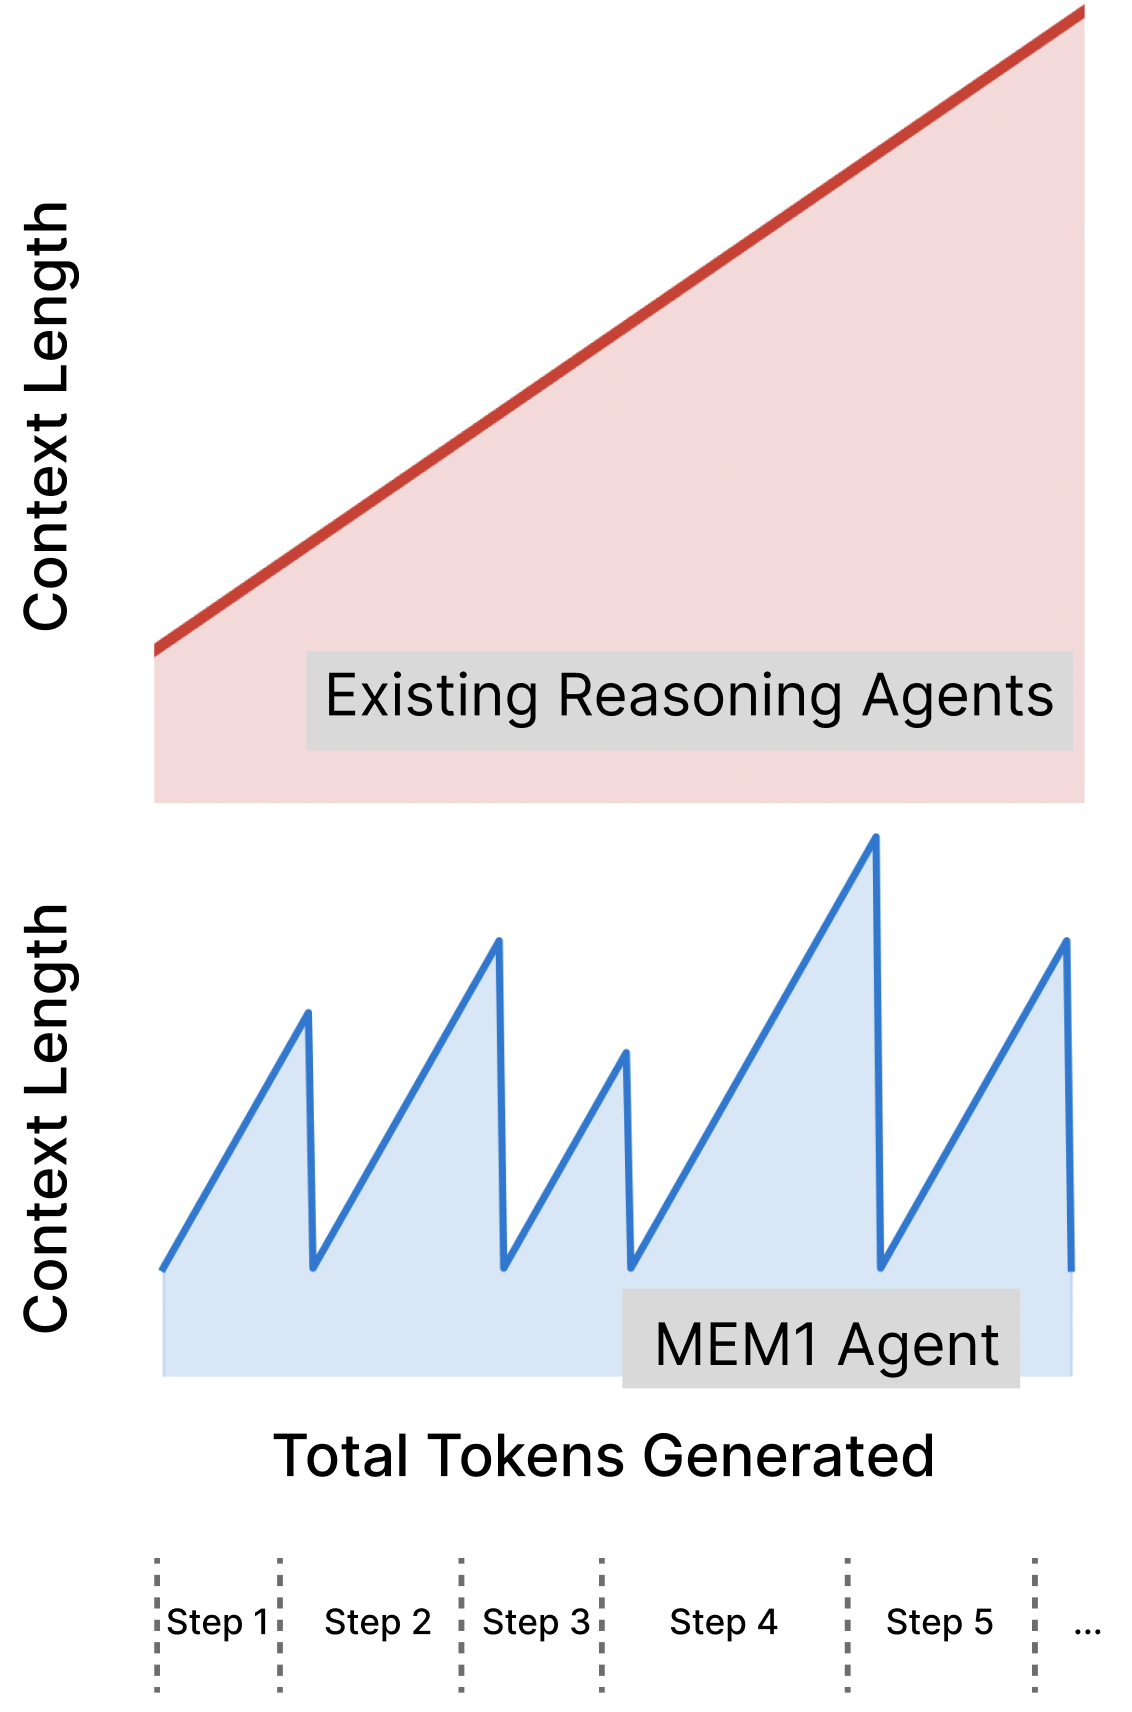 Context Length
Existing Reasoning Agents
Context Length
MEM1 Agent
Total Tokens Generated
Step 1 Step 2 Step 3 Step 4 Step 5 ...